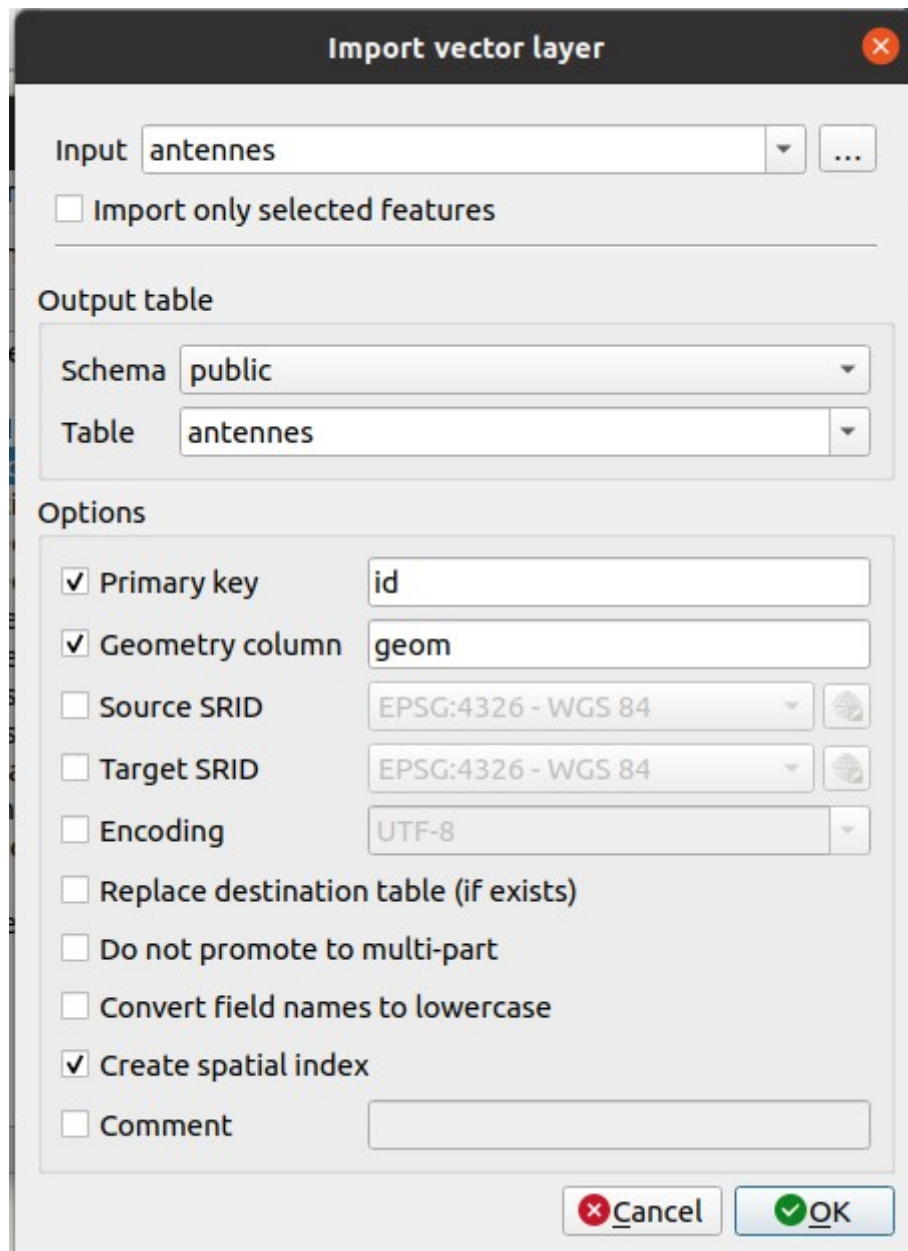 Import vector layer
Input antennes ...
Import only selected features
Output table
Schema public
Table antennes
Options
Primary key id
Geometry column geom
Source SRID EPSG:4326 - WGS 84
Target SRID EPSG:4326 - WGS 84
Encoding UTF-8
Replace destination table (if exists)
Do not promote to multi-part
Convert field names to lowercase
Create spatial index
Comment
Cancel OK